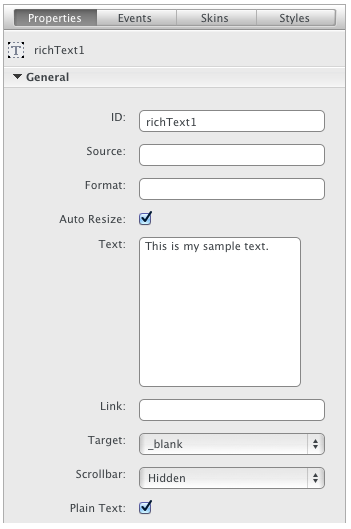 Properties Events Skins Styles
T richText1
General
ID: richText1
Source:
Format:
Auto Resize:
Text: This is my sample text.
Link:
Target: _blank
Scrollbar: Hidden
Plain Text: